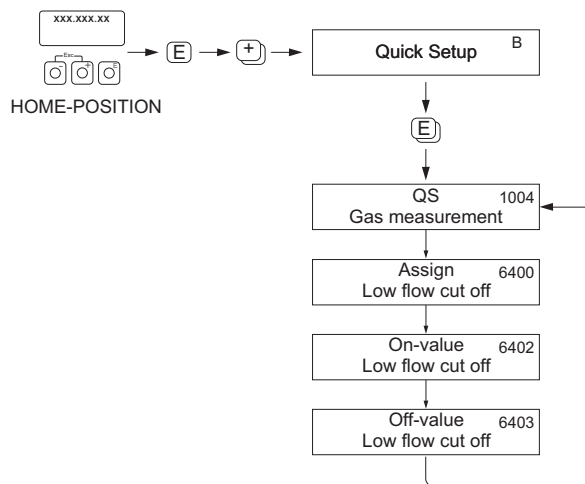 xxx.xxx.xx
Esc
- + E
HOME-POSITION
E
+
Quick Setup B
E
QS 1004
Gas measurement
Assign 6400
Low flow cut off
On-value 6402
Low flow cut off
Off-value 6403
Low flow cut off